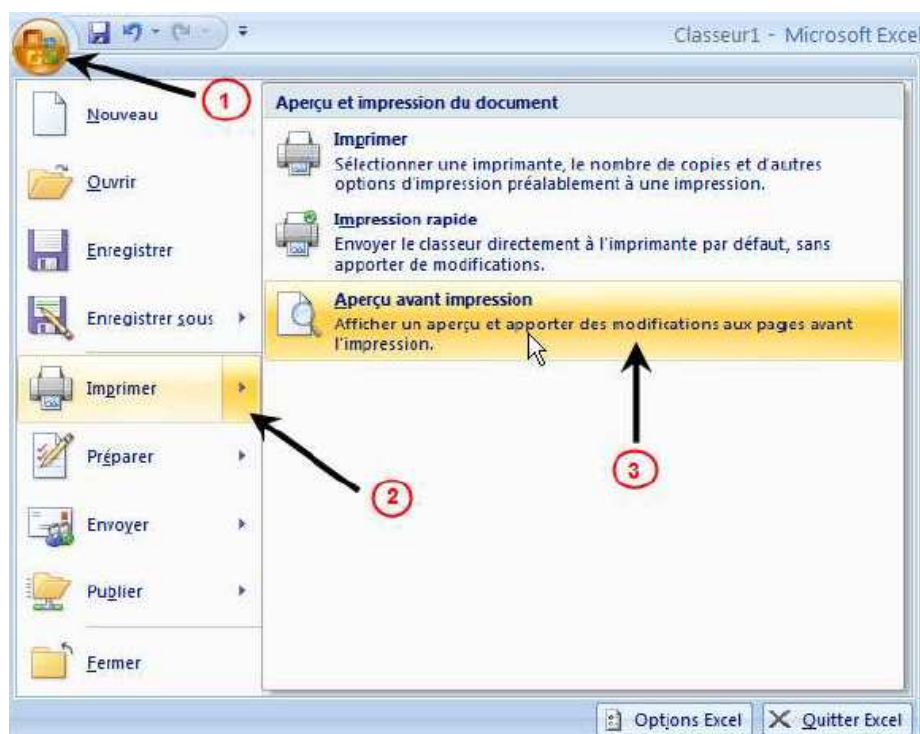 Classeur1 - Microsoft Excel
1
Nouveau
Ouvrir
Enregistrer
Enregistrer sous
Imprimer
Préparer
Envoyer
Publier
Fermer
Aperçu et impression du document
Imprimer
Sélectionner une imprimante, le nombre de copies et d'autres
options d'impression préalablement à une impression.
Impression rapide
Envoyer le classeur directement à l'imprimante par défaut, sans
apporter de modifications.
Aperçu avant impression
Afficher un aperçu et apporter des modifications aux pages avant
l'impression.
3
2
Options Excel
Quitter Excel